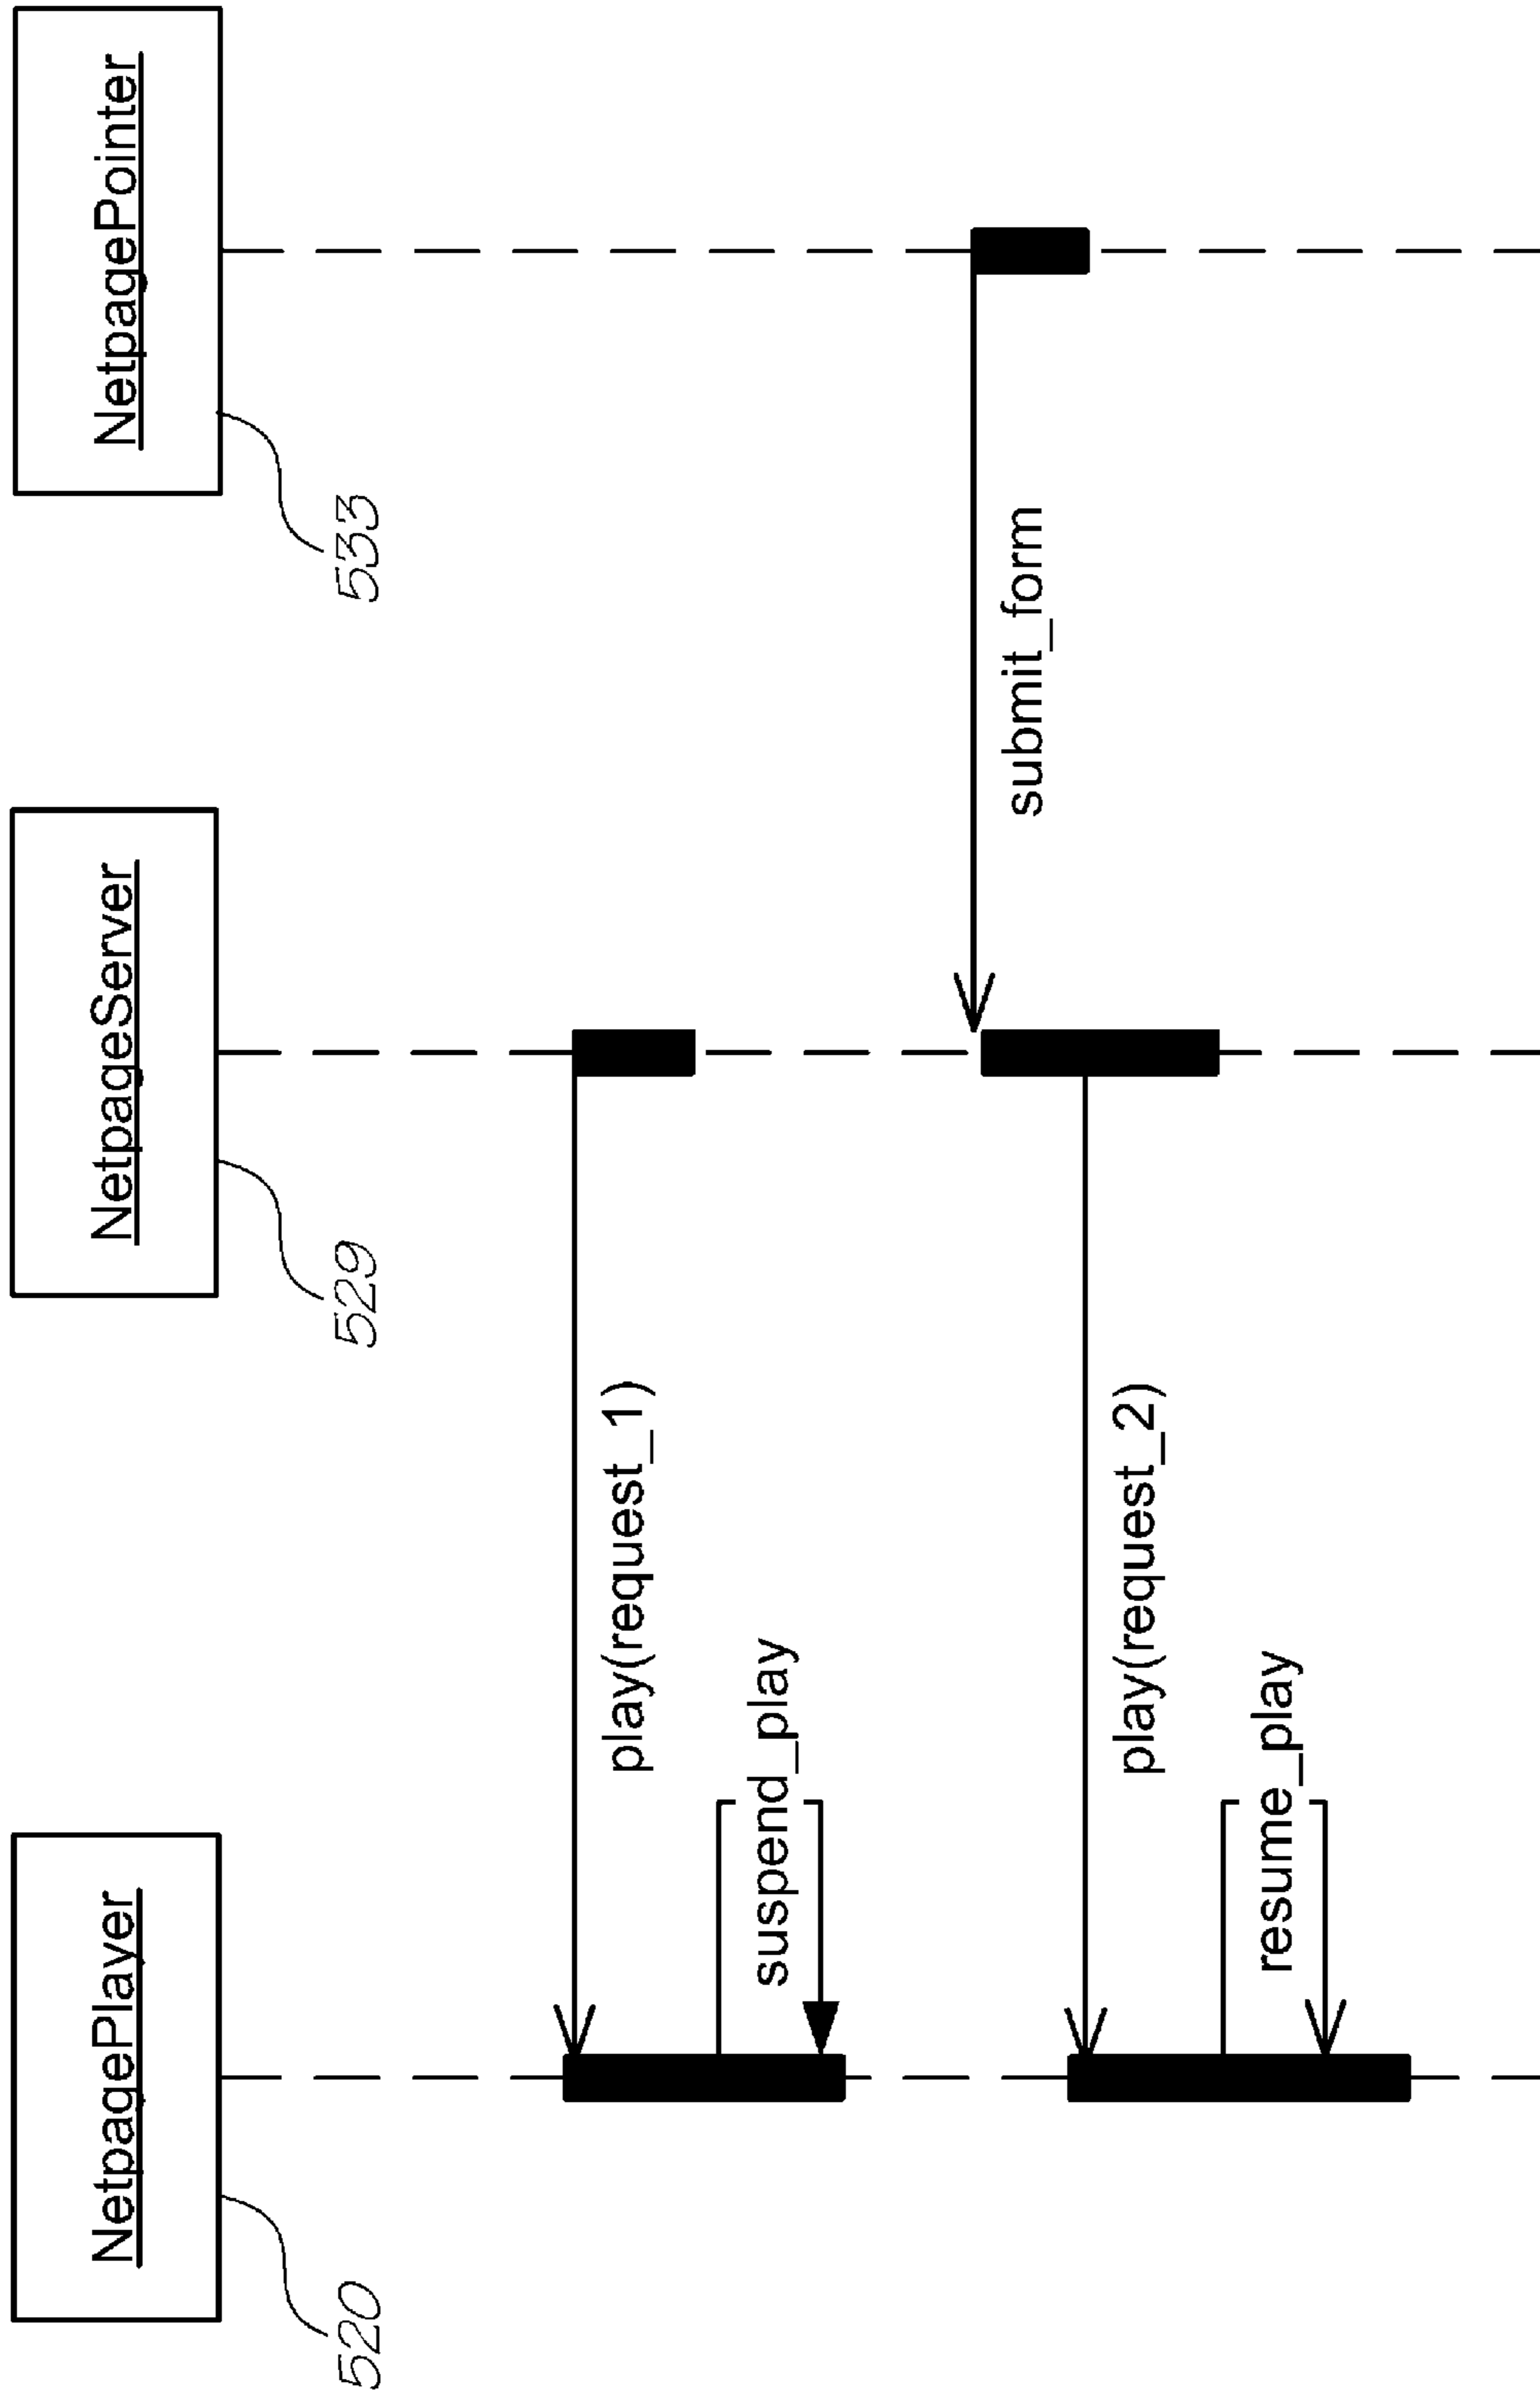 NetpagePlayer
NetpageServer
NetpagePointer
520
529
533
play(request_1)
suspend_play
submit_form
play(request_2)
resume_play